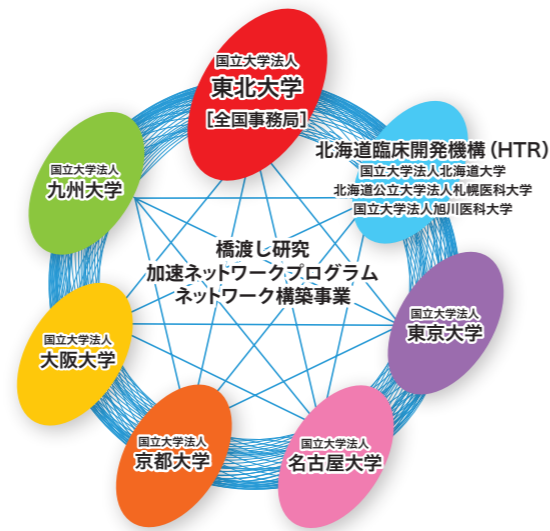 国立大学法人
東北大学
［全国事務局］
北海道臨床開発機構（HTR）
国立大学法人北海道大学
北海道公立大学法人札幌医科大学
国立大学法人旭川医科大学
国立大学法人
九州大学
橋渡し研究
加速ネットワークプログラム
ネットワーク構築事業
国立大学法人
東京大学
国立大学法人
大阪大学
国立大学法人
京都大学
国立大学法人
名古屋大学